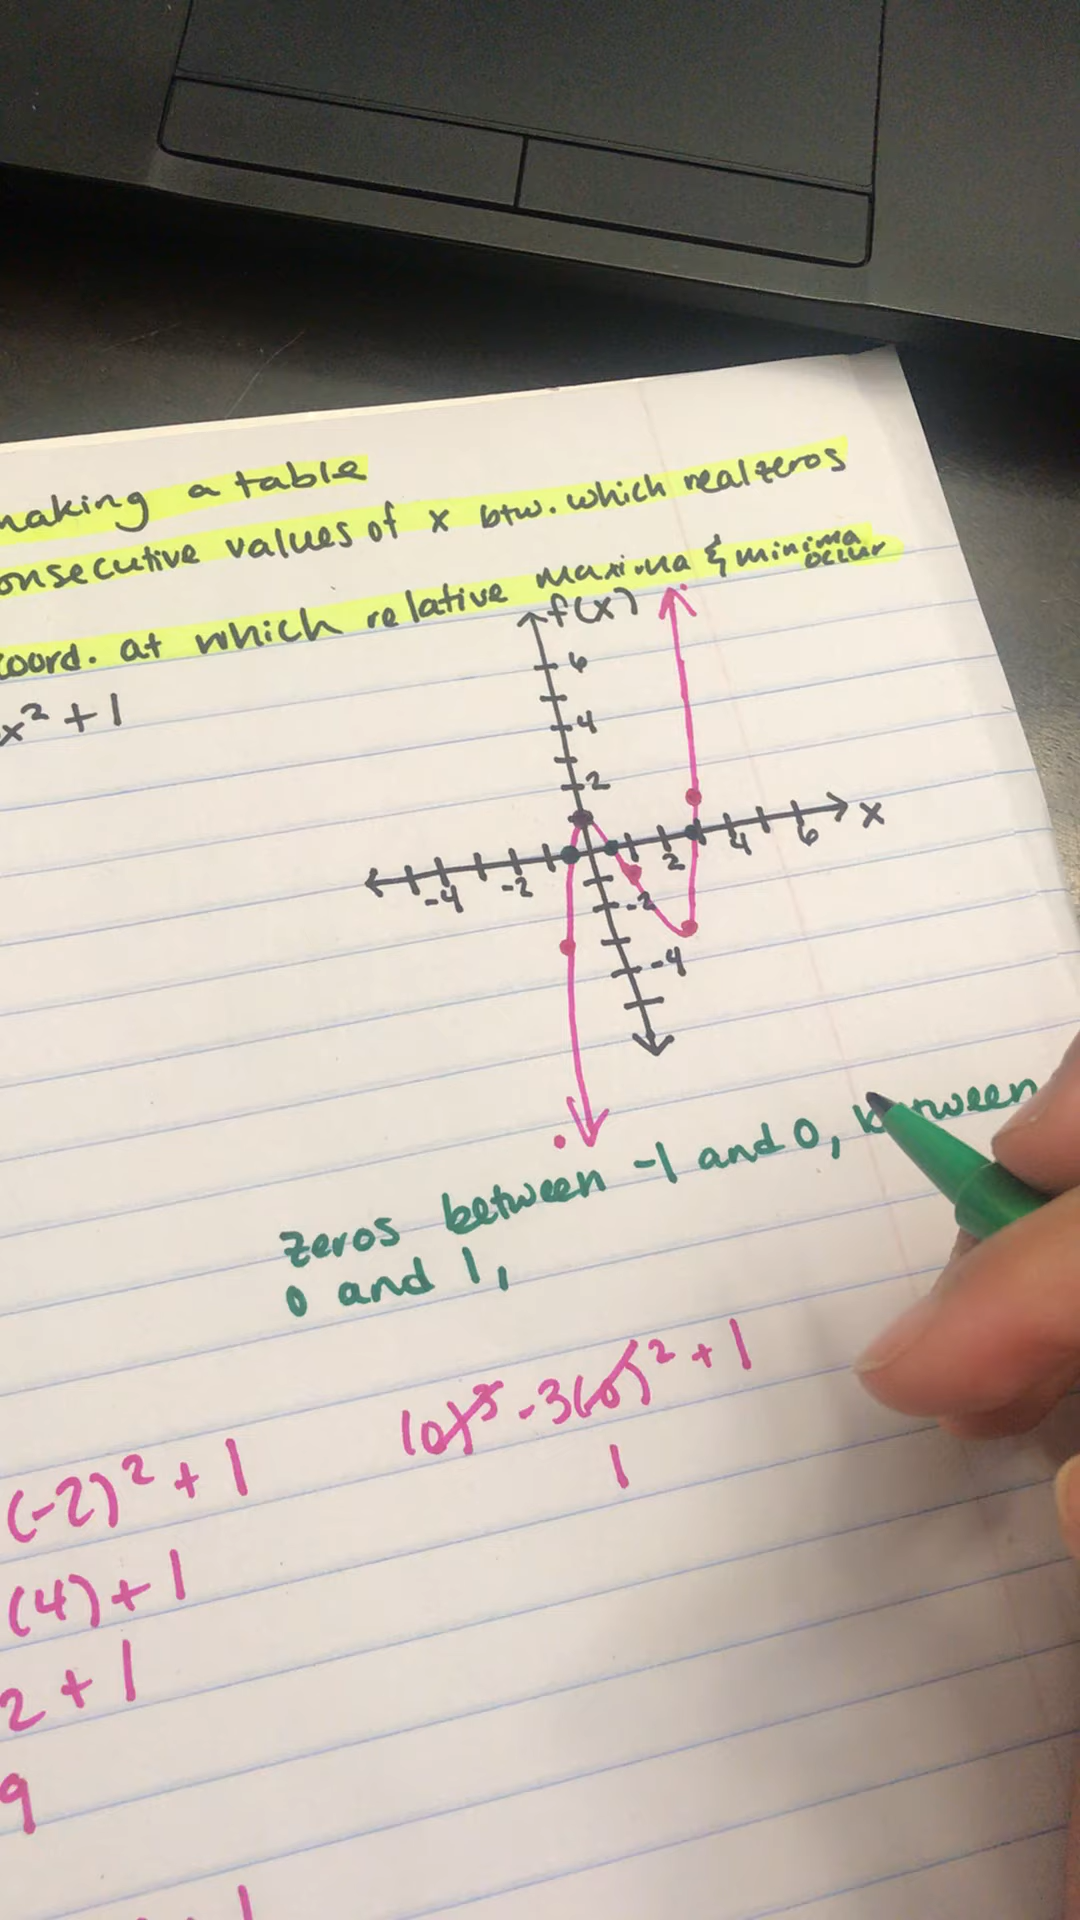 making a table
onsecutive values of x btw. which real zeros
coord. at which relative maxima & minima occur
x² + 1
f(x)
6
4
2
x
-4
-2
2
4
6
-2
-4
Zeros between -1 and 0, between
0 and 1,
(0)³ - 3(0)² + 1
1
(-2)² + 1
(4) + 1
2 + 1
9